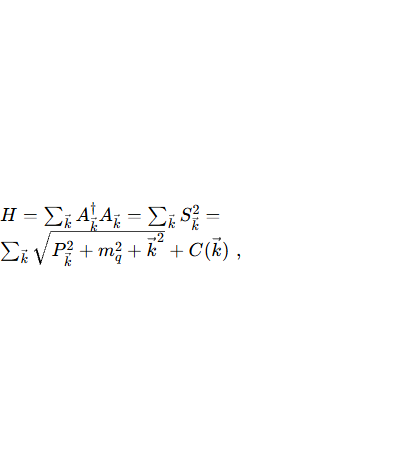 H = ∑_{\vec{k}} A^†_{\vec{k}} A_{\vec{k}} = ∑_{\vec{k}} S^2_{\vec{k}} =
∑_{\vec{k}} \sqrt{P^2_{\vec{k}} + m^2_q + \vec{k}^2} + C(\vec{k}) ,